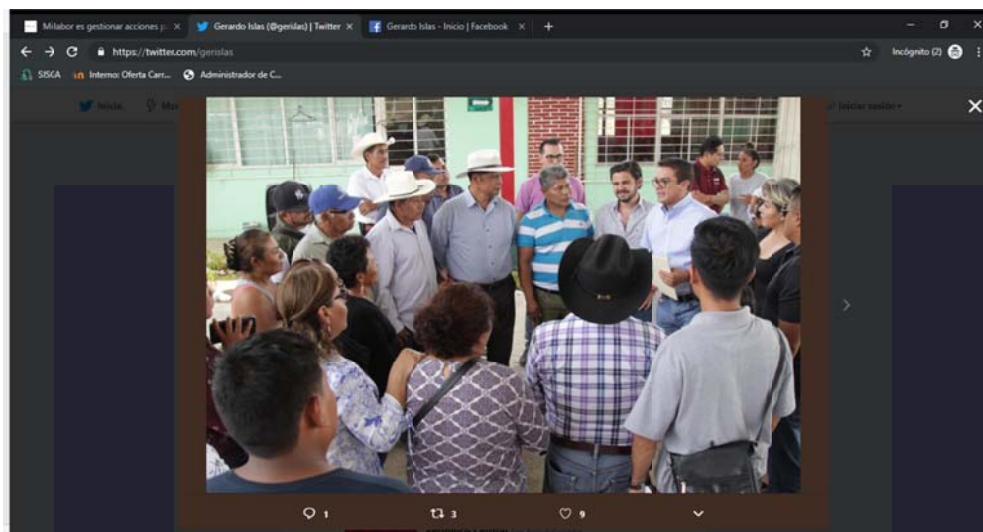 Milabor es gestionar acciones p
Gerardo Islas (@gerislas) | Twitter
Gerardo Islas - Inicio | Facebook
https://twitter.com/gerislas
Incógnito (2)
SISCA
Interno: Oferta Carr...
Administrador de C...
Inicio
Iniciar sesión
1
3
9